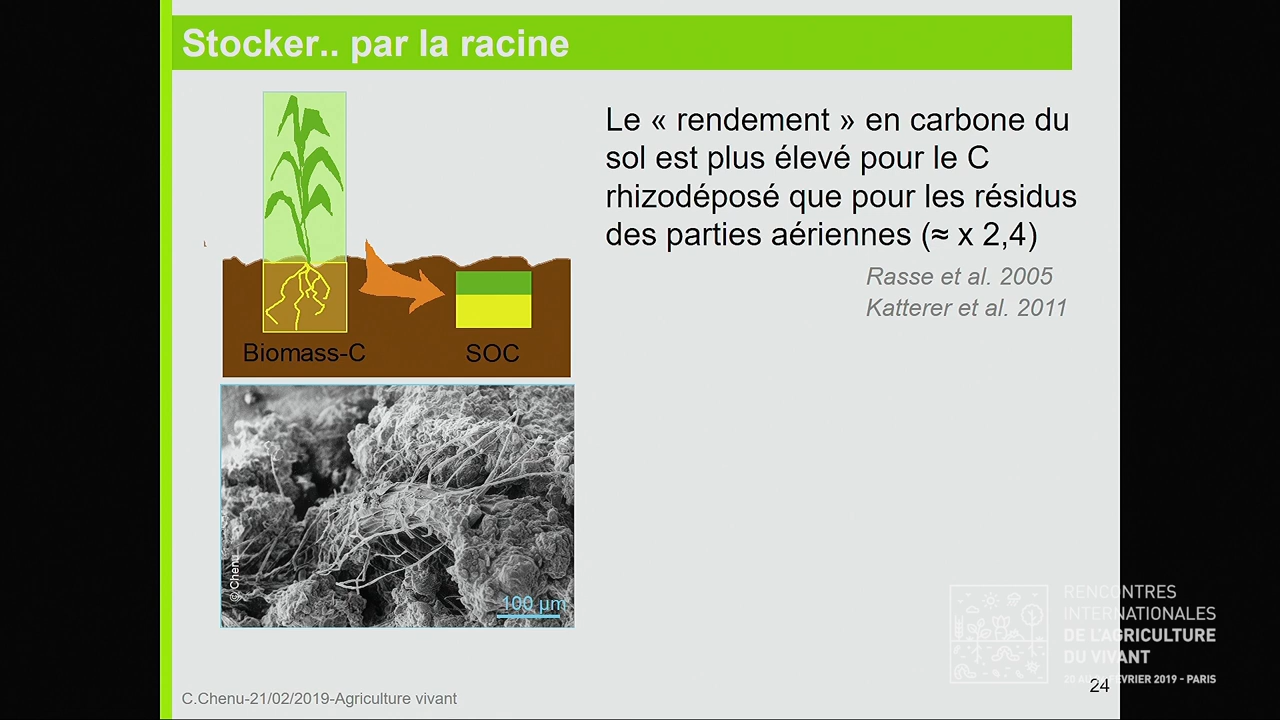 Stocker.. par la racine
Le « rendement » en carbone du
sol est plus élevé pour le C
rhizodéposé que pour les résidus
des parties aériennes (≈ x 2,4)
Rasse et al. 2005
Katterer et al. 2011
Biomass-C
SOC
© Chenu
100 µm
RENCONTRES
INTERNATIONALES
DE L'AGRICULTURE
DU VIVANT
FÉVRIER 2019 - PARIS
C.Chenu-21/02/2019-Agriculture vivant
24